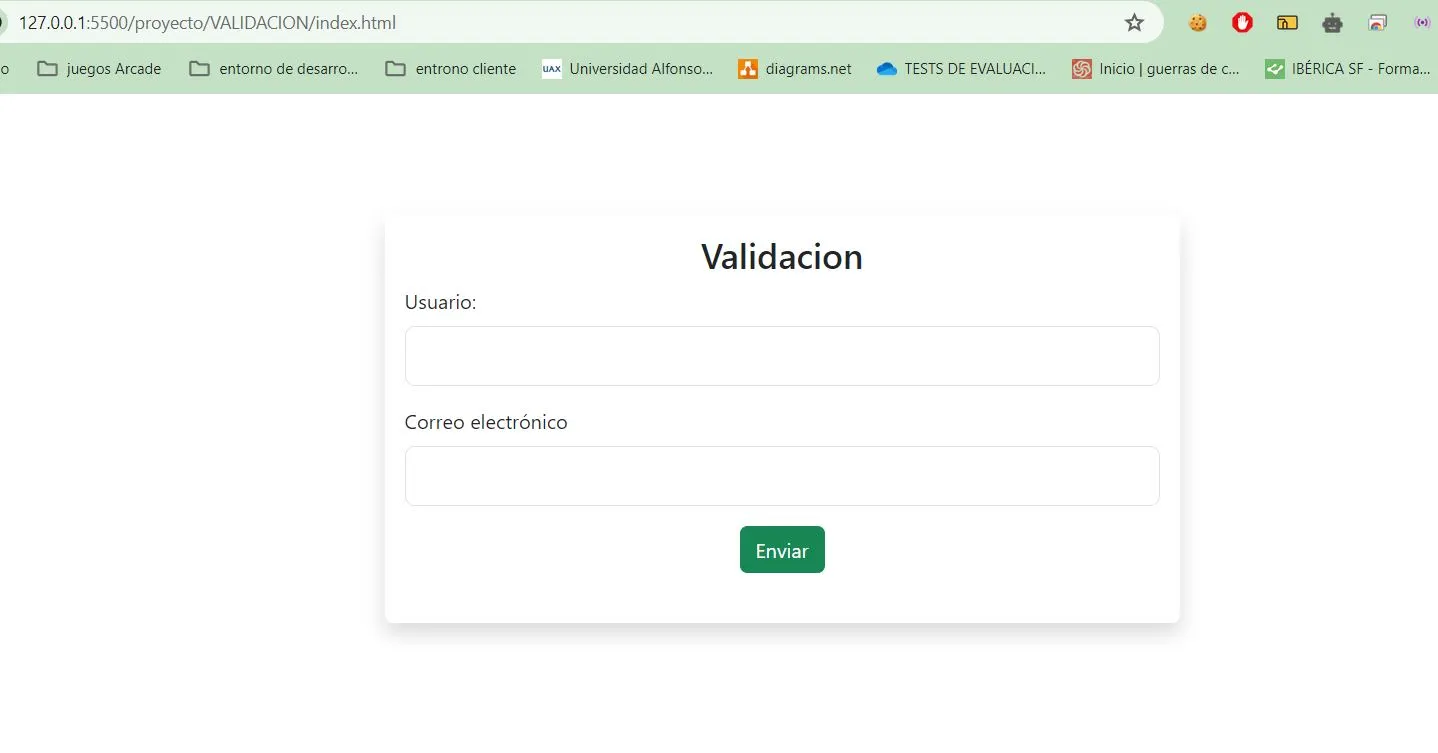 127.0.0.1:5500/proyecto/VALIDACION/index.html
o juegos Arcade entorno de desarro... entrono cliente UAX Universidad Alfonso... diagrams.net TESTS DE EVALUACI... Inicio | guerras de c... IBÉRICA SF - Forma...
Validacion
Usuario:
Correo electrónico
Enviar